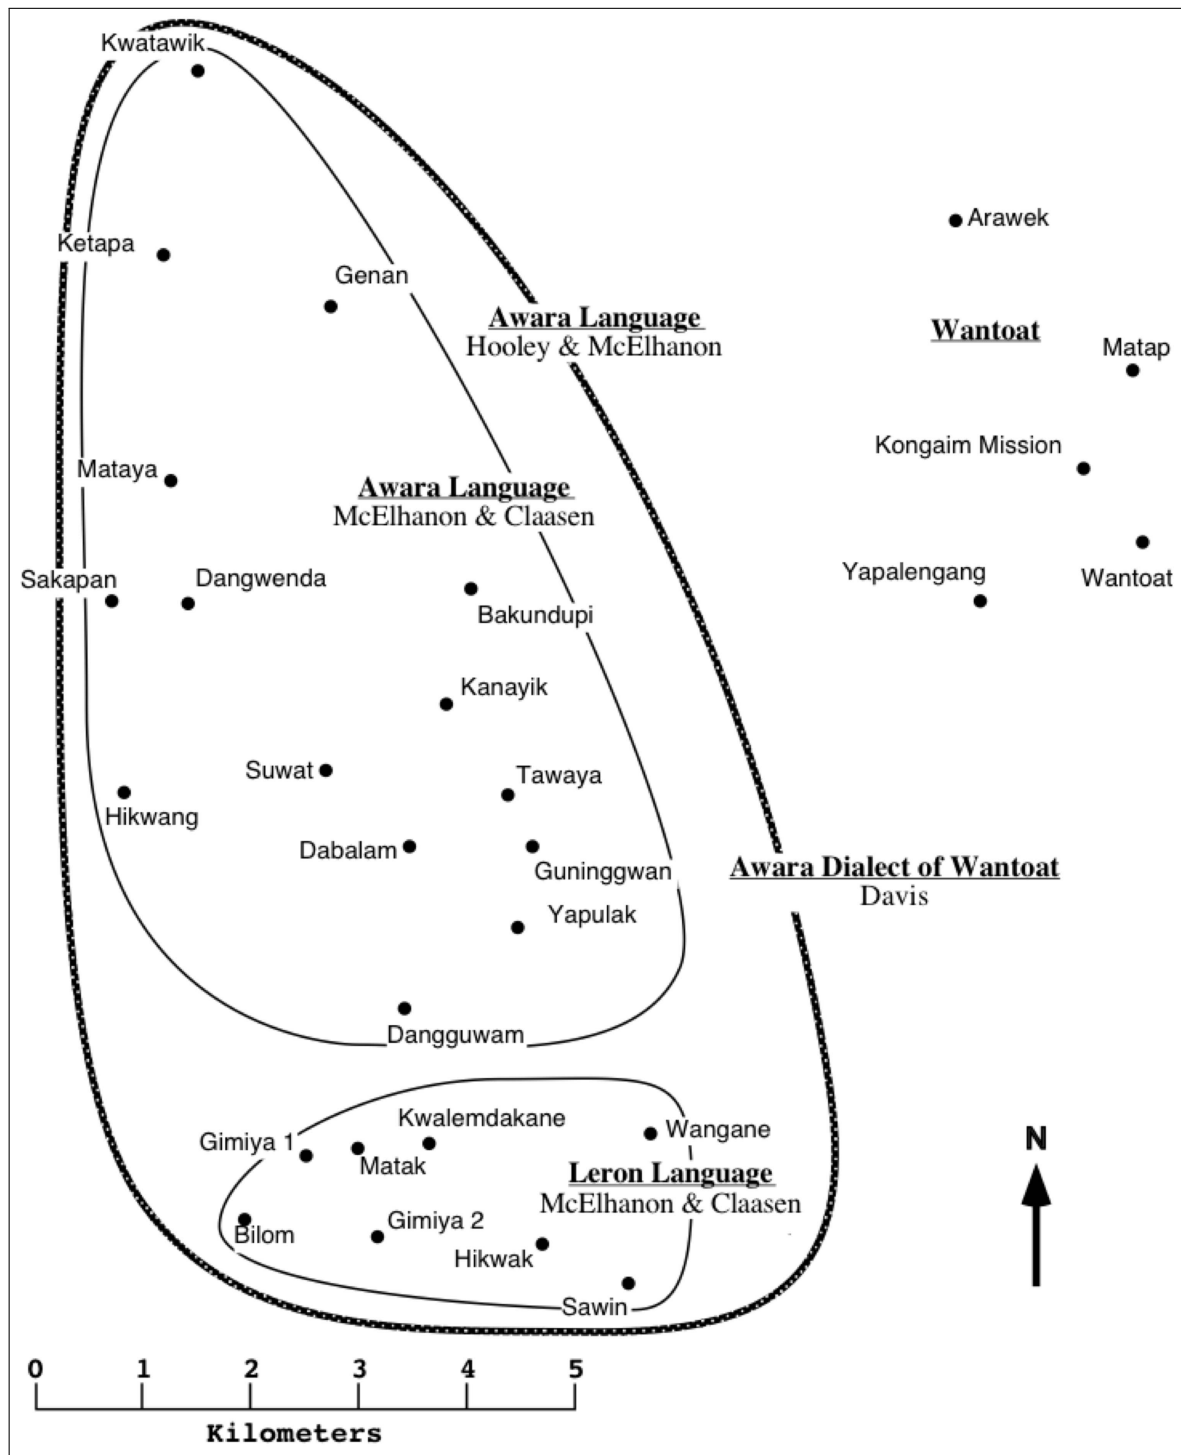 Kwatawik
Arawek
Ketapa
Genan
Awara Language
Hooley & McElhanon
Wantoat
Matap
Kongaim Mission
Mataya
Awara Language
McElhanon & Claasen
Sakapan
Dangwenda
Yapalengang
Wantoat
Bakundupi
Kanayik
Suwat
Tawaya
Hikwang
Dabalam
Guninggwan
Awara Dialect of Wantoat
Davis
Yapulak
Dangguwam
Kwalemdakane
Wangane
Gimiya 1
Matak
Leron Language
McElhanon & Claasen
Bilom
Gimiya 2
Hikwak
Sawin
N
0 1 2 3 4 5
Kilometers